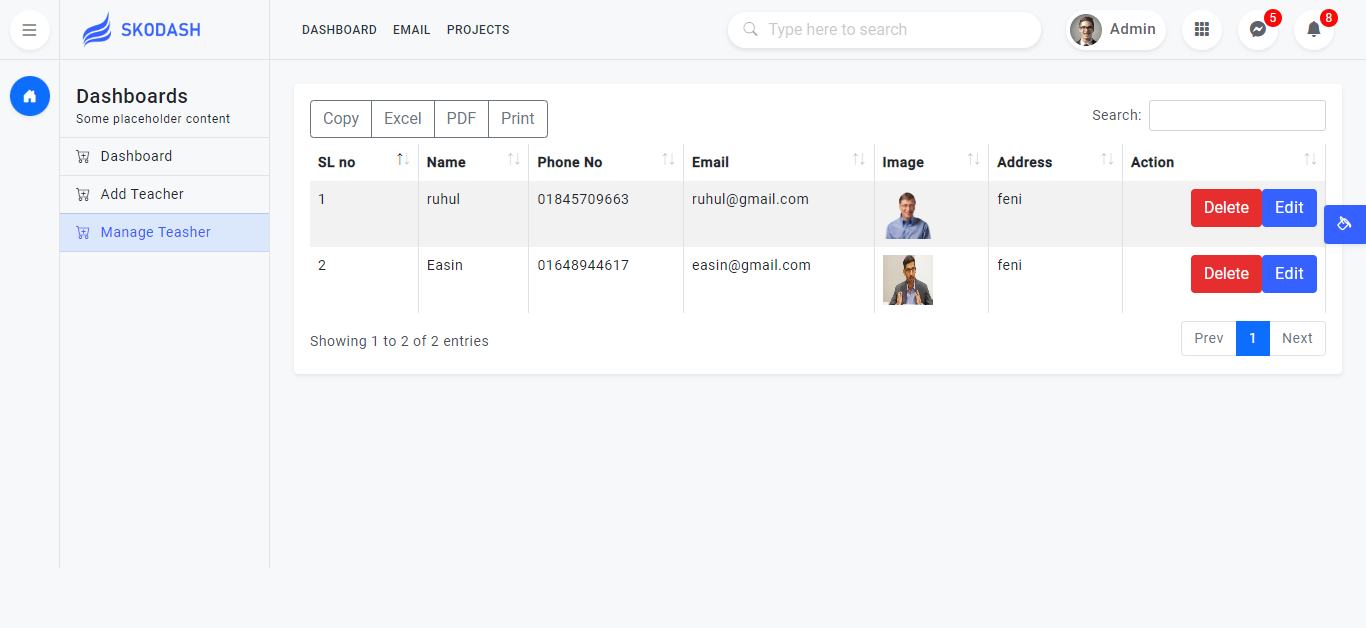 SKODASH
DASHBOARD EMAIL PROJECTS
Type here to search
Admin
5
8
Dashboards
Some placeholder content
Dashboard
Add Teacher
Manage Teasher
Copy Excel PDF Print
Search:
SL no Name Phone No Email Image Address Action
1 ruhul 01845709663 ruhul@gmail.com feni Delete Edit
2 Easin 01648944617 easin@gmail.com feni Delete Edit
Showing 1 to 2 of 2 entries
Prev 1 Next